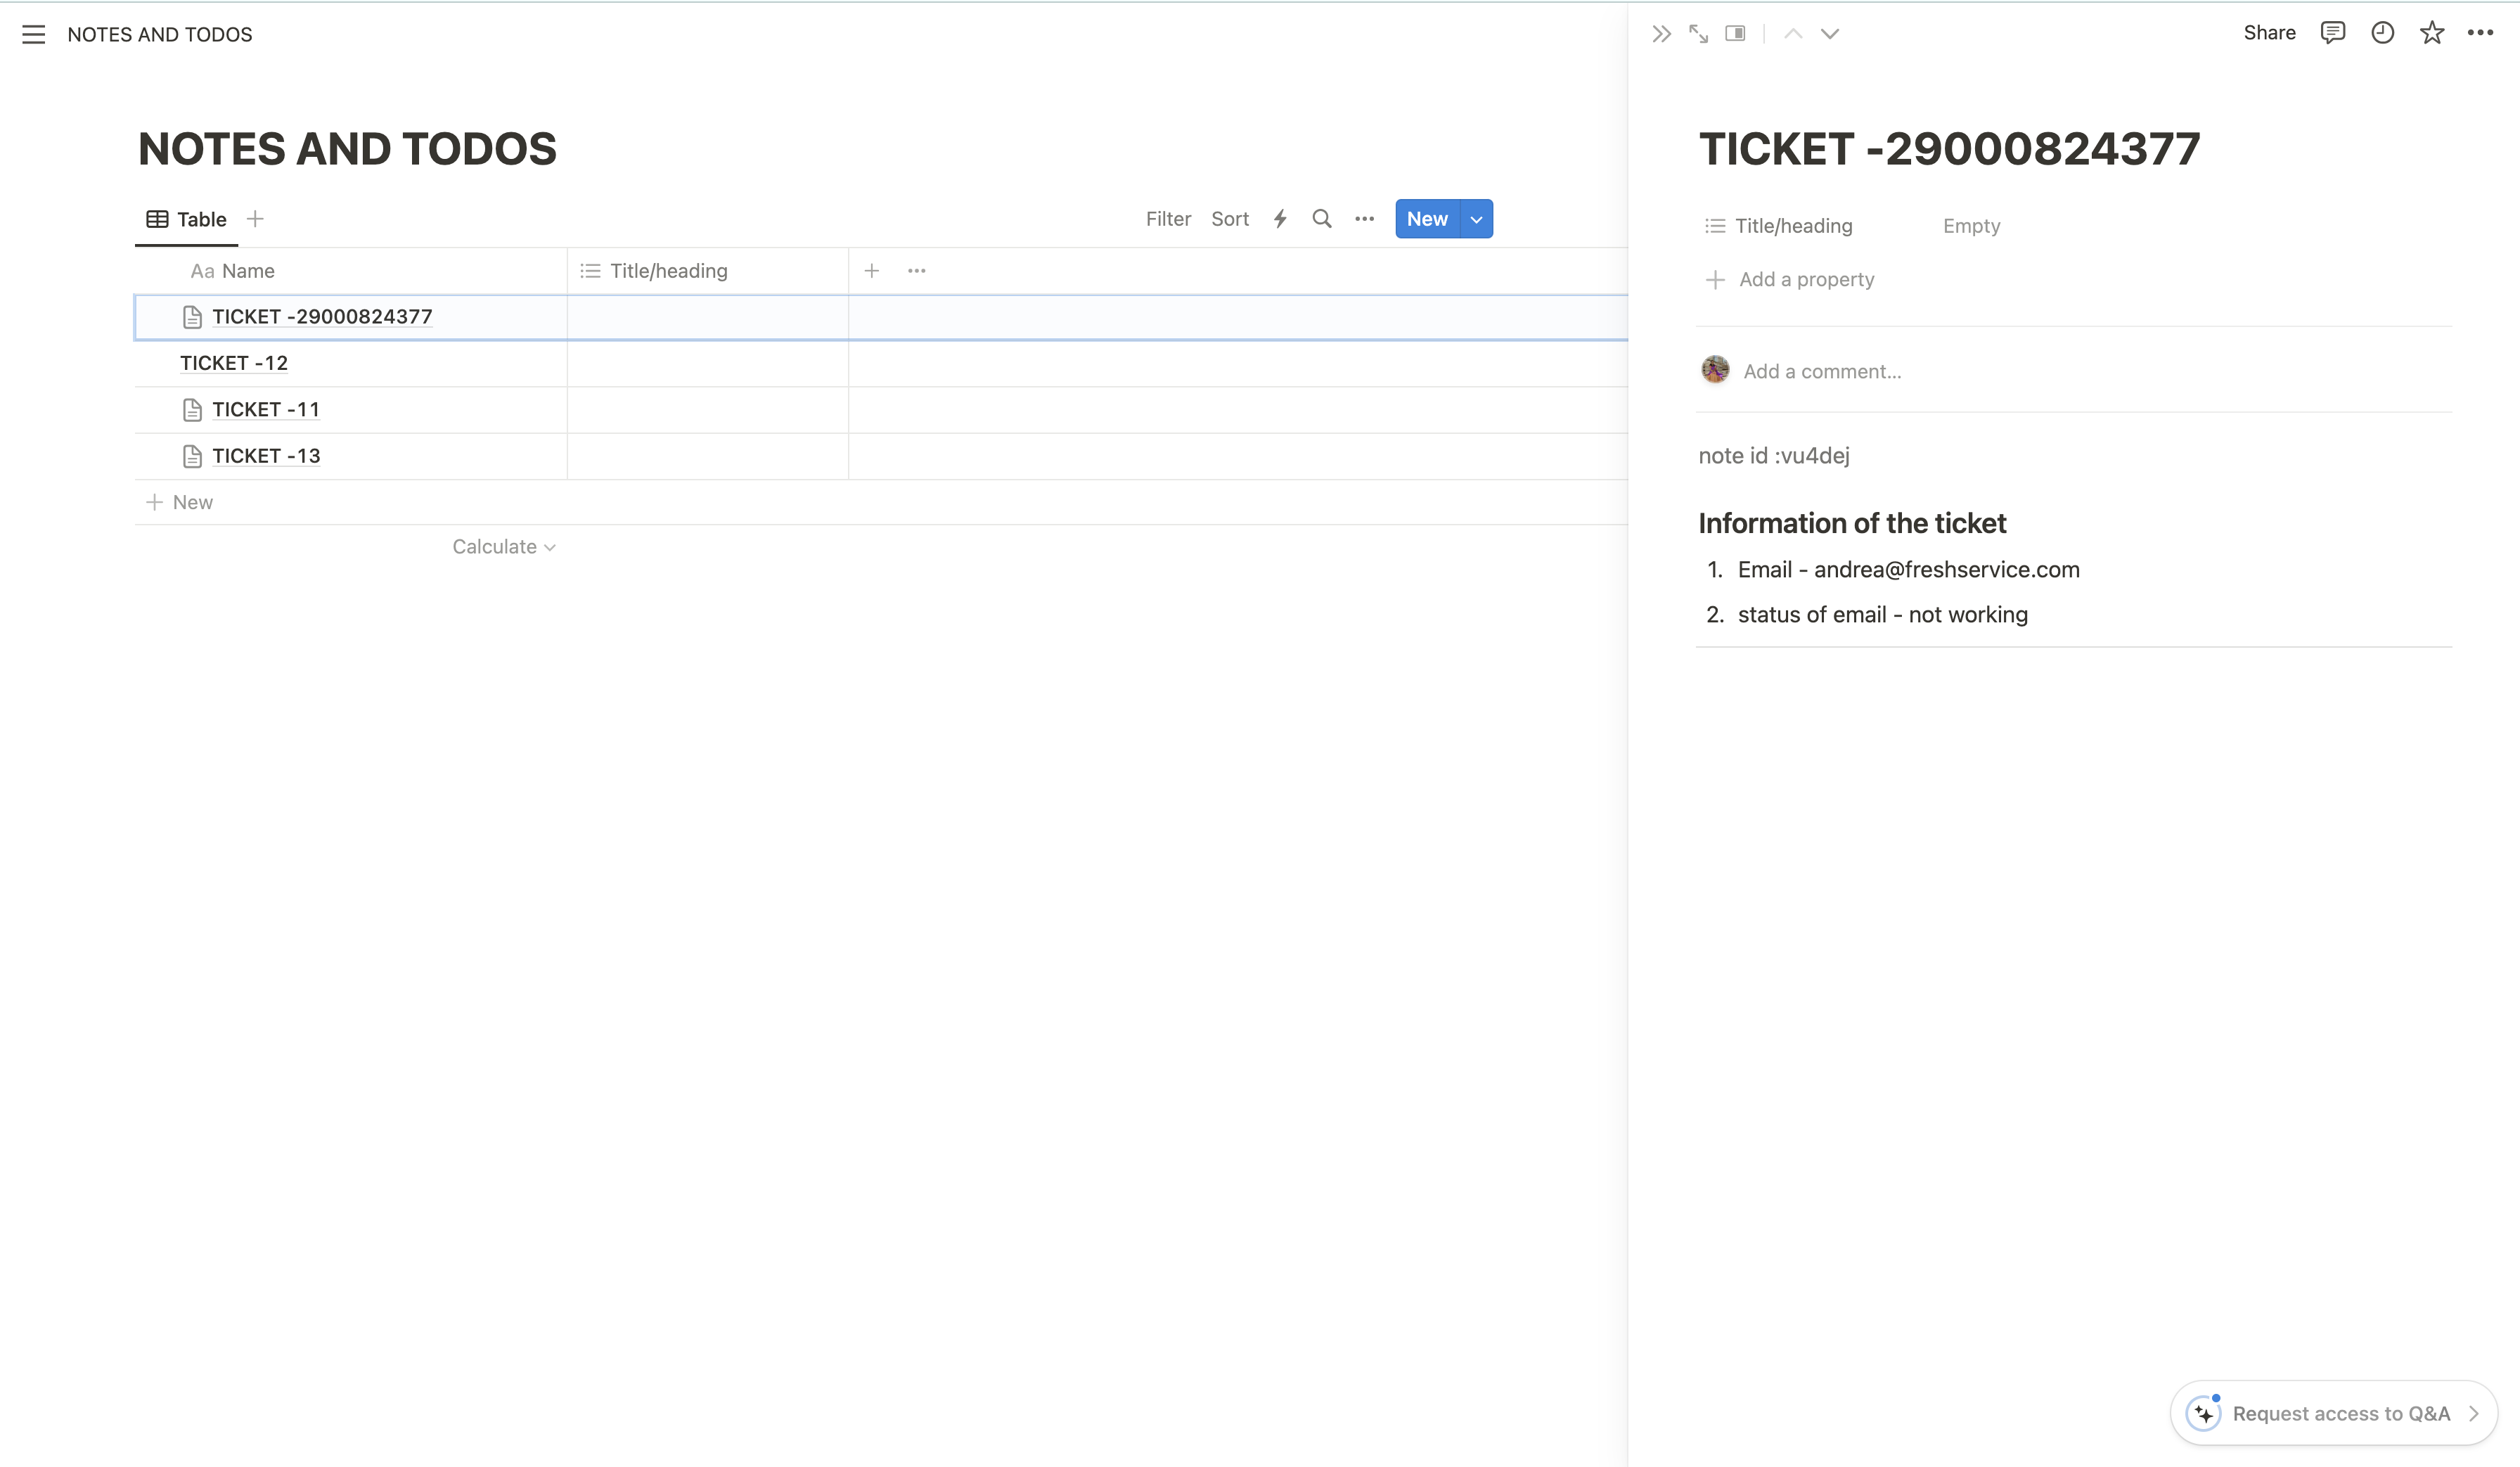 NOTES AND TODOS
NOTES AND TODOS
Table
Filter Sort New
Aa Name Title/heading
TICKET -29000824377
TICKET -12
TICKET -11
TICKET -13
New
Calculate
Share
TICKET -29000824377
Title/heading Empty
Add a property
Add a comment...
note id :vu4dej
Information of the ticket
1. Email - andrea@freshservice.com
2. status of email - not working
Request access to Q&A